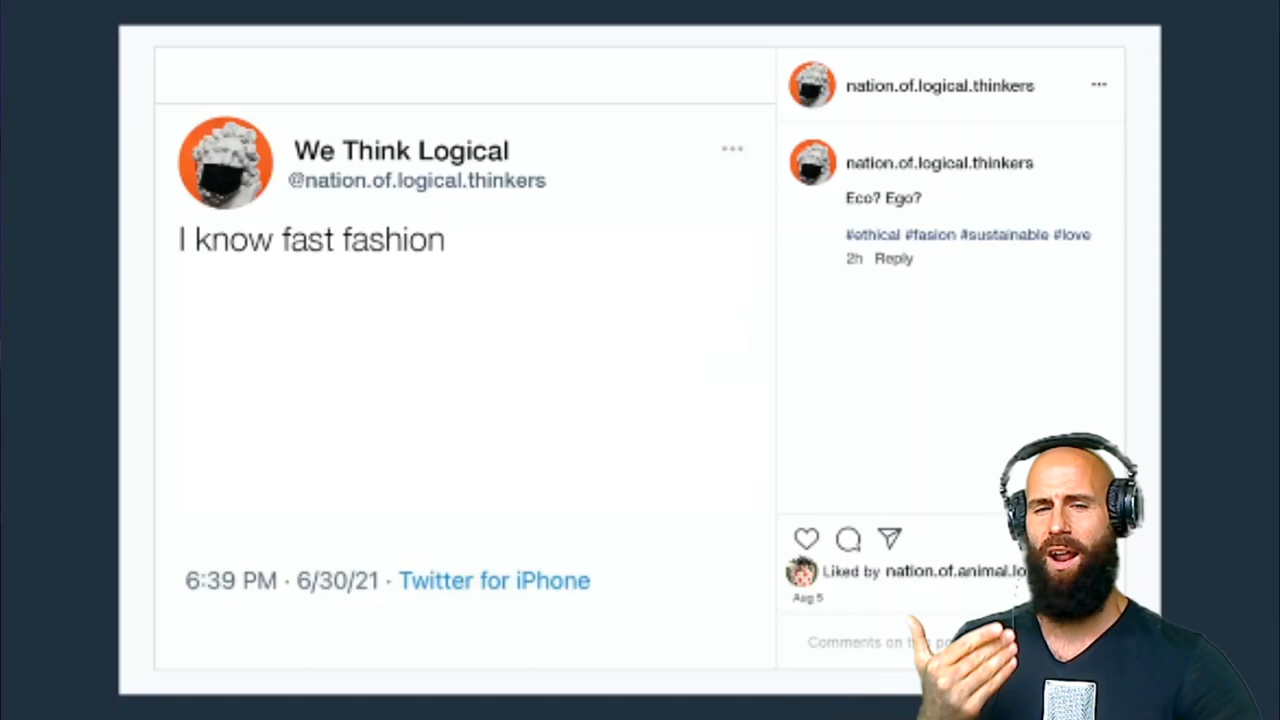 We Think Logical
@nation.of.logical.thinkers
I know fast fashion
6:39 PM · 6/30/21 · Twitter for iPhone
nation.of.logical.thinkers
nation.of.logical.thinkers
Eco? Ego?
#ethical #fasion #sustainable #love
2h Reply
Liked by nation.of.animal.lo
Aug 5
Comments on